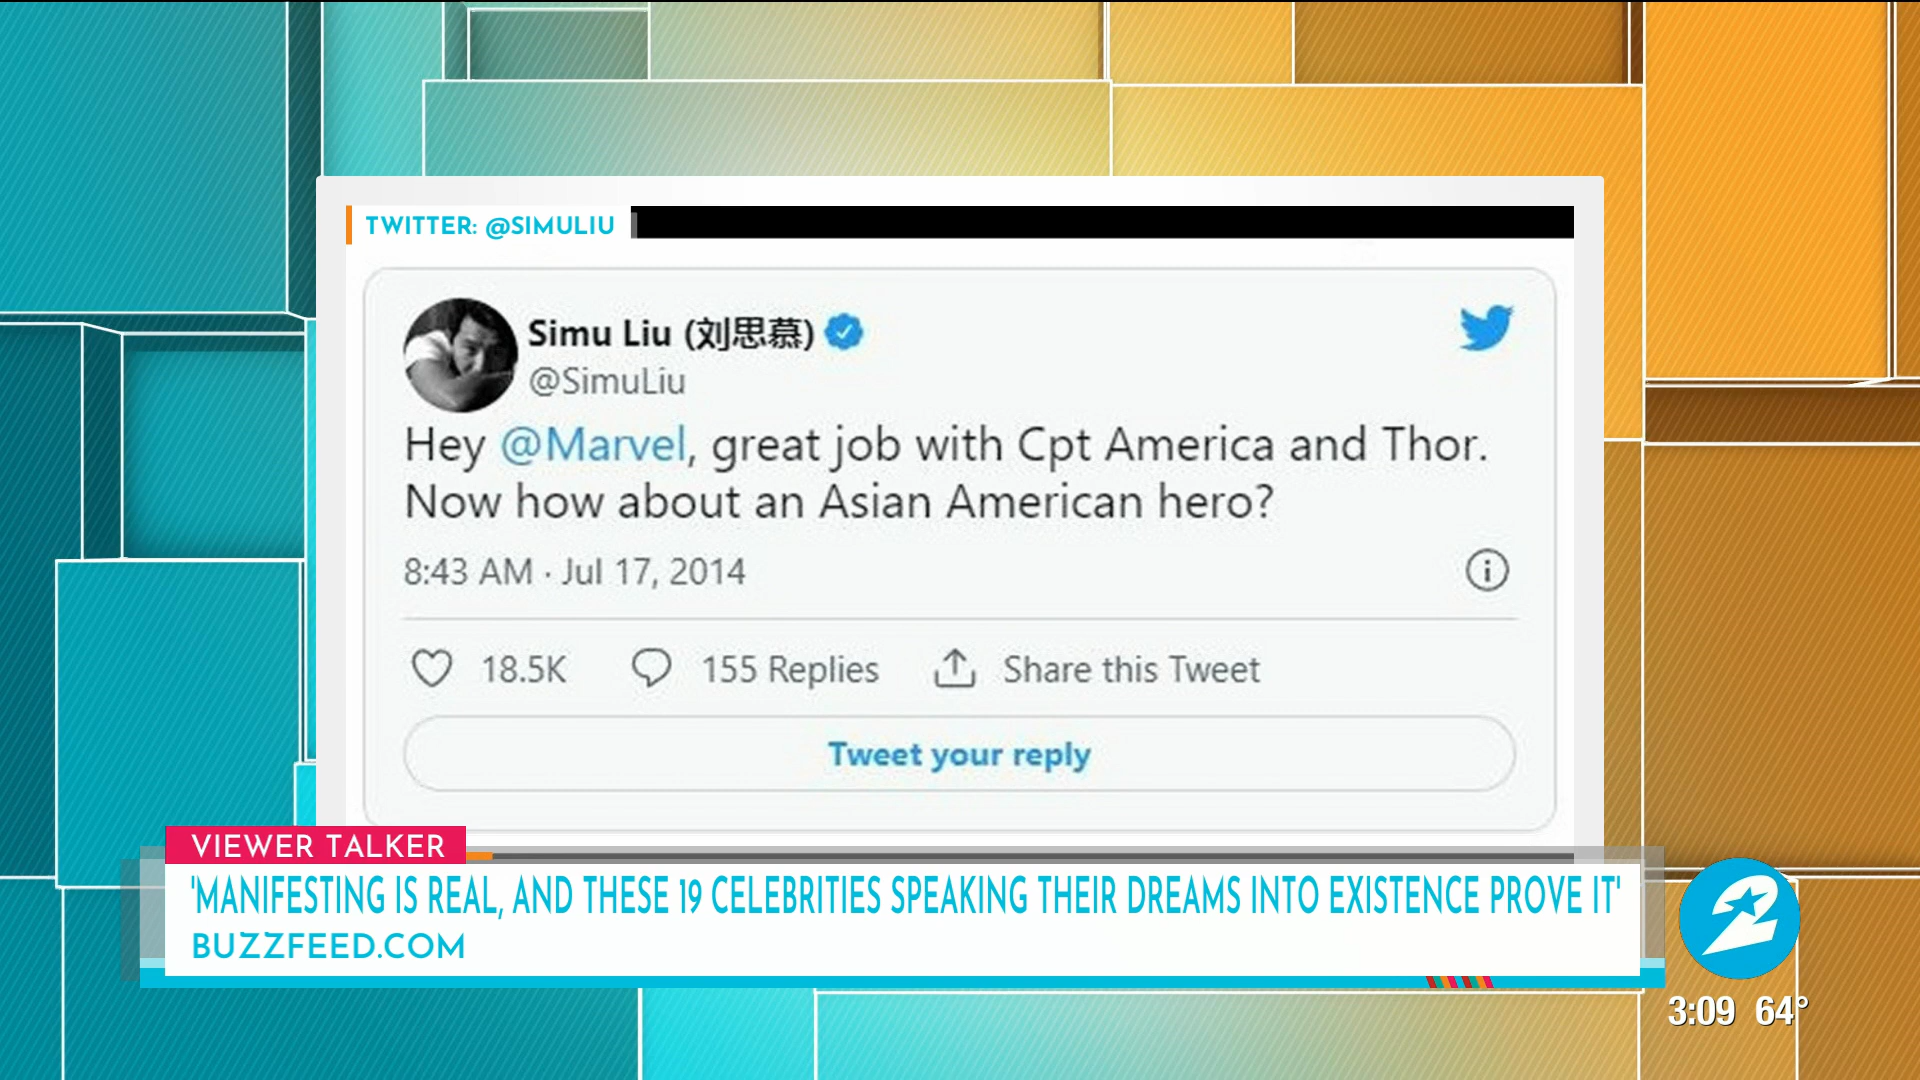 TWITTER: @SIMULIU
Simu Liu (刘思慕)
@SimuLiu
Hey @Marvel, great job with Cpt America and Thor.
Now how about an Asian American hero?
8:43 AM · Jul 17, 2014
18.5K 155 Replies Share this Tweet
Tweet your reply
VIEWER TALKER
'MANIFESTING IS REAL, AND THESE 19 CELEBRITIES SPEAKING THEIR DREAMS INTO EXISTENCE PROVE IT'
BUZZFEED.COM
2
3:09 64°